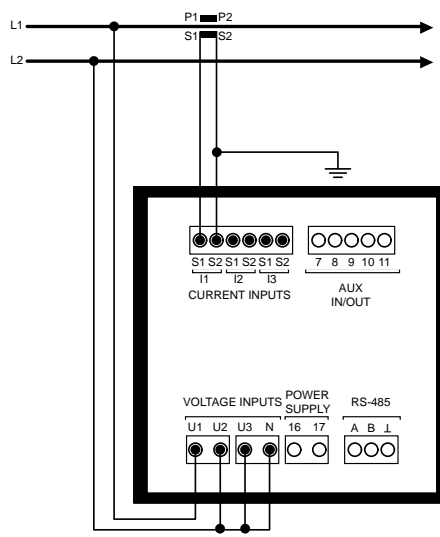 P1 P2
L1
S1 S2
L2
S1 S2 S1 S2 S1 S2
I1 I2 I3
CURRENT INPUTS
7 8 9 10 11
AUX
IN/OUT
VOLTAGE INPUTS
POWER
SUPPLY
RS-485
U1 U2 U3 N
16 17
A B ⊥